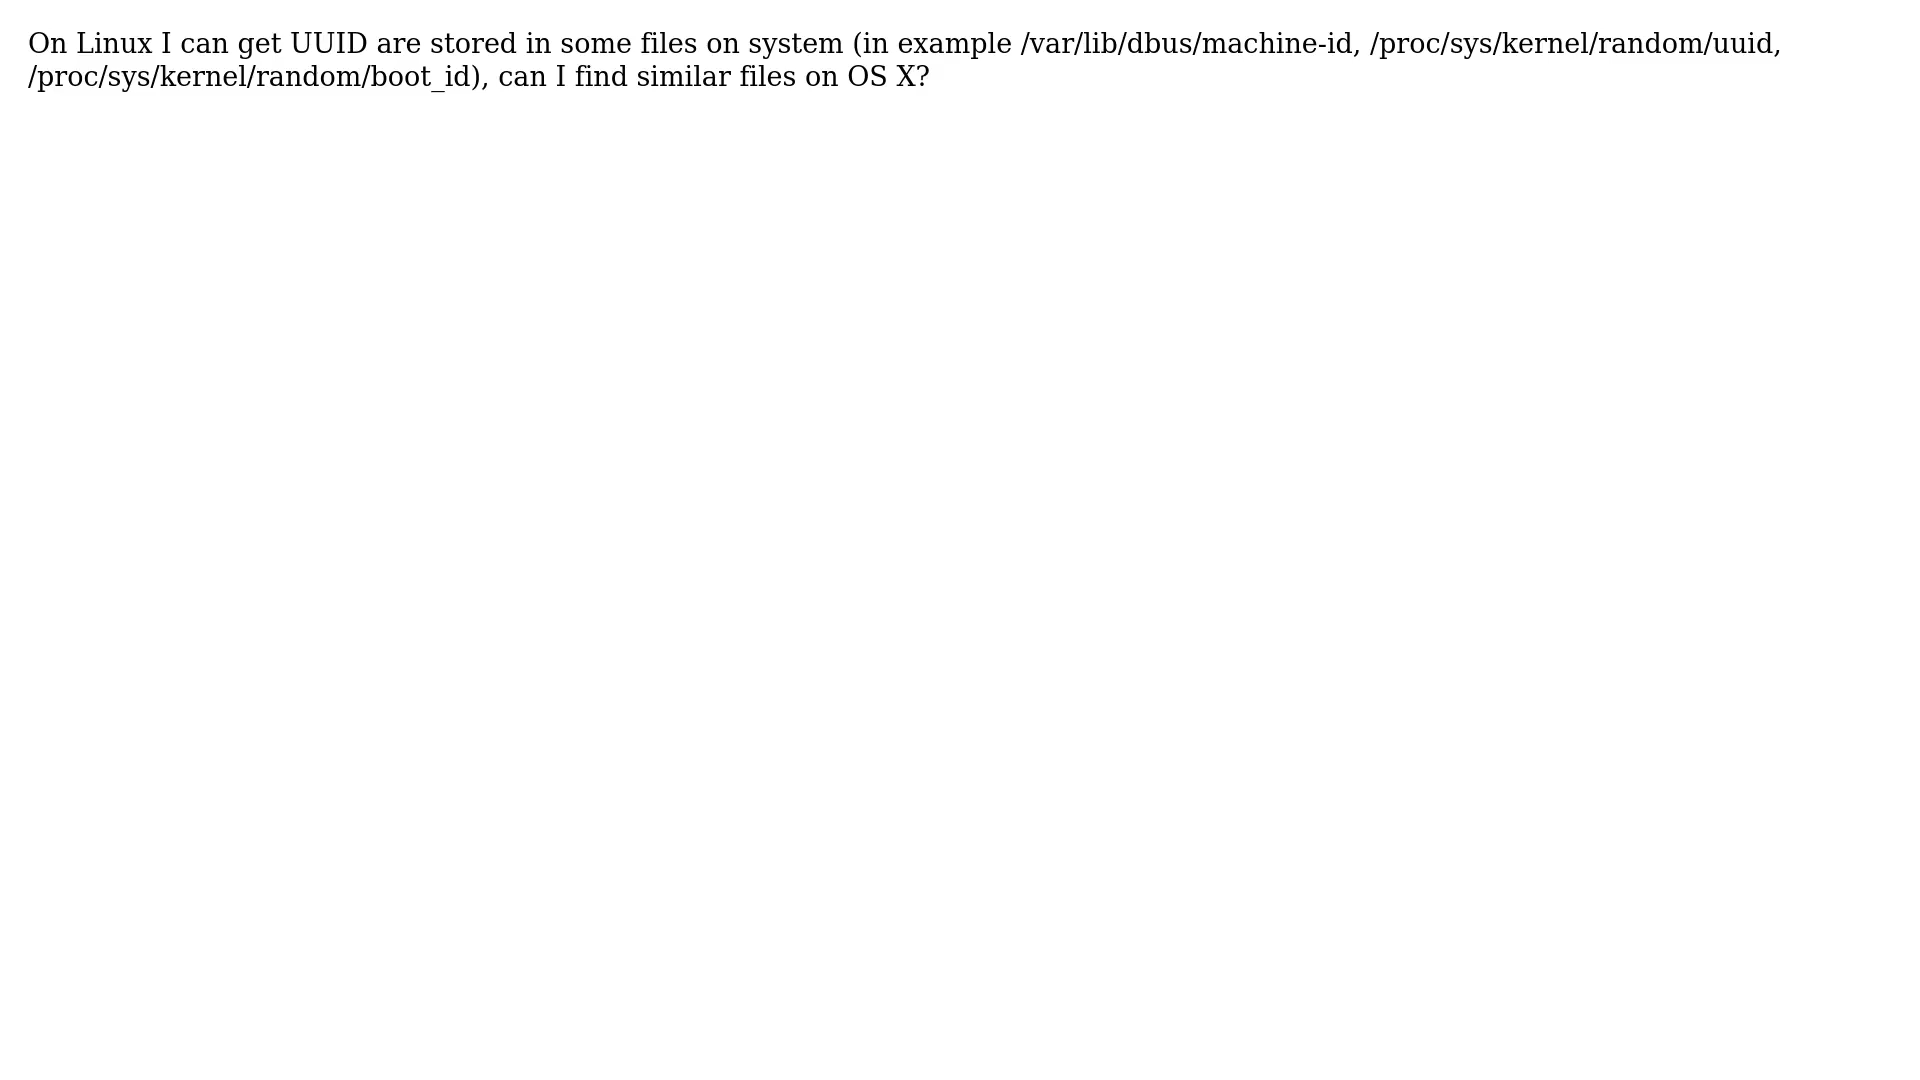 On Linux I can get UUID are stored in some files on system (in example /var/lib/dbus/machine-id, /proc/sys/kernel/random/uuid,
/proc/sys/kernel/random/boot_id), can I find similar files on OS X?